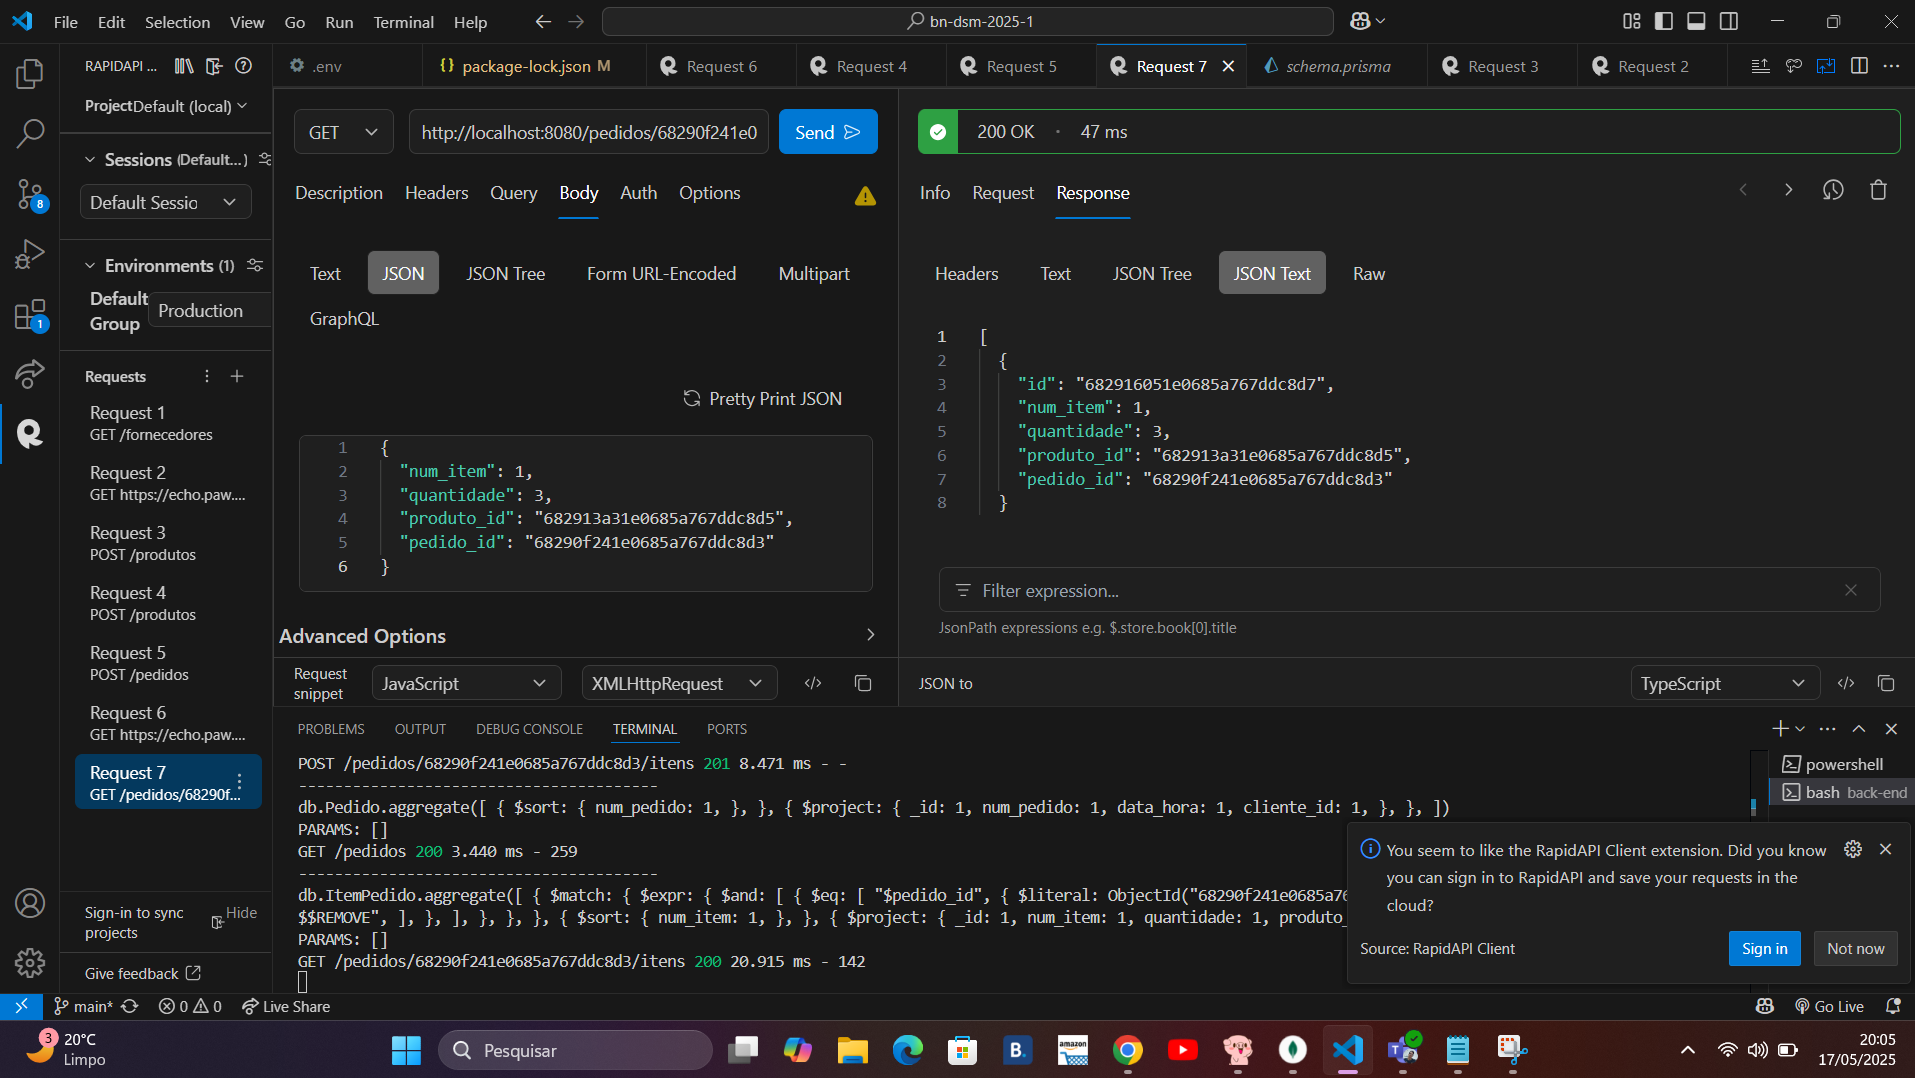 File Edit Selection View Go Run Terminal Help
bn-dsm-2025-1
RAPIDAPI ...
.env
package-lock.json M
Request 6
Request 4
Request 5
Request 7
schema.prisma
Request 3
Request 2
Project Default (local)
Sessions (Default...)
Default Sessio
Environments (1)
Default Group
Production
Requests
Request 1
GET /fornecedores
Request 2
GET https://echo.paw....
Request 3
POST /produtos
Request 4
POST /produtos
Request 5
POST /pedidos
Request 6
GET https://echo.paw....
Request 7
GET /pedidos/68290f...
Sign-in to sync projects
Hide
Give feedback
8
1
GET
http://localhost:8080/pedidos/68290f241e0
Send
Description Headers Query Body Auth Options
Text JSON JSON Tree Form URL-Encoded Multipart
GraphQL
Pretty Print JSON
1 {
2 "num_item": 1,
3 "quantidade": 3,
4 "produto_id": "682913a31e0685a767ddc8d5",
5 "pedido_id": "68290f241e0685a767ddc8d3"
6 }
Advanced Options
Request snippet
JavaScript
XMLHttpRequest
200 OK · 47 ms
Info Request Response
Headers Text JSON Tree JSON Text Raw
1 [
2 {
3 "id": "682916051e0685a767ddc8d7",
4 "num_item": 1,
5 "quantidade": 3,
6 "produto_id": "682913a31e0685a767ddc8d5",
7 "pedido_id": "68290f241e0685a767ddc8d3"
8 }
Filter expression...
JsonPath expressions e.g. $.store.book[0].title
JSON to
TypeScript
PROBLEMS OUTPUT DEBUG CONSOLE TERMINAL PORTS
POST /pedidos/68290f241e0685a767ddc8d3/itens 201 8.471 ms - -
-------------------------------------
db.Pedido.aggregate([ { $sort: { num_pedido: 1, }, }, { $project: { _id: 1, num_pedido: 1, data_hora: 1, cliente_id: 1, }, }, ])
PARAMS: []
GET /pedidos 200 3.440 ms - 259
-------------------------------------
db.ItemPedido.aggregate([ { $match: { $expr: { $and: [ { $eq: [ "$pedido_id", { $literal: ObjectId("68290f241e0685a76
$$REMOVE", ], }, ], }, }, }, { $sort: { num_item: 1, }, }, { $project: { _id: 1, num_item: 1, quantidade: 1, produto_
PARAMS: []
GET /pedidos/68290f241e0685a767ddc8d3/itens 200 20.915 ms - 142
powershell
bash back-end
You seem to like the RapidAPI Client extension. Did you know
you can sign in to RapidAPI and save your requests in the
cloud?
Source: RapidAPI Client
Sign in
Not now
main* 0 0 Live Share
Go Live
3
20°C
Limpo
Pesquisar
B.
amazon
20:05
17/05/2025